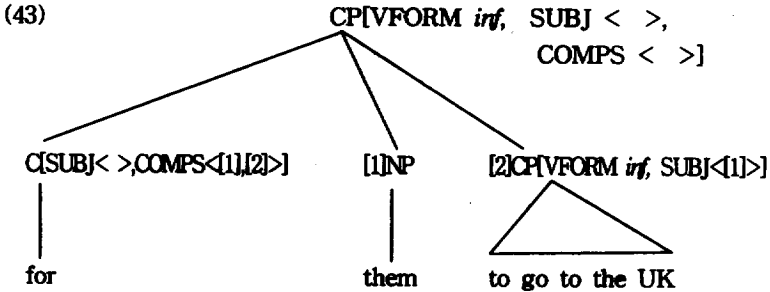 (43) CP[VFORM inf, SUBJ < >,
COMPS < >]
C[SUBJ< >,COMPS<[1],[2]>] [1]NP [2]CP[VFORM inf, SUBJ<[1]>]
for them to go to the UK